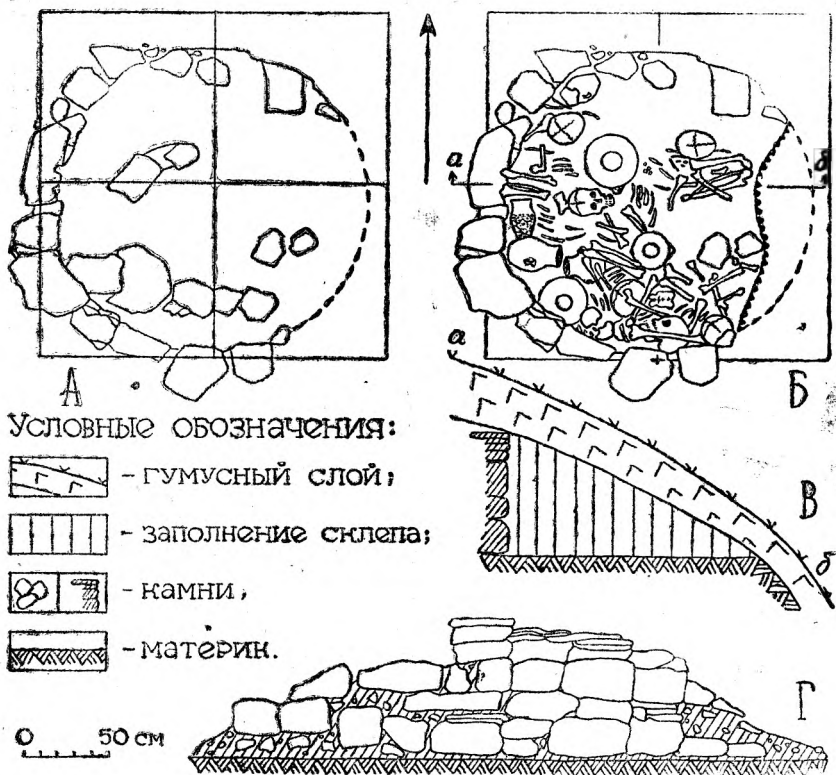 а
б
А
Б
а
В
б
Условные обозначения:
- гумусный слой;
- заполнение склепа;
- камни,
- материк.
Г
0 50 см